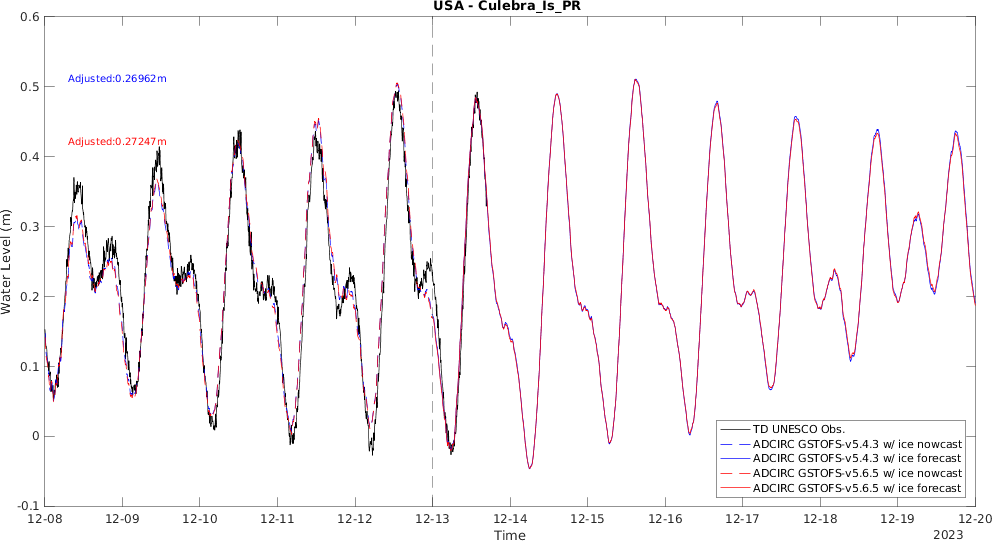 USA - Culebra_Is_PR
0.6
0.5
0.4
0.3
0.2
0.1
0
-0.1
Water Level (m)
Adjusted:0.26962m
Adjusted:0.27247m
TD UNESCO Obs.
ADCIRC GSTOFS-v5.4.3 w/ ice nowcast
ADCIRC GSTOFS-v5.4.3 w/ ice forecast
ADCIRC GSTOFS-v5.6.5 w/ ice nowcast
ADCIRC GSTOFS-v5.6.5 w/ ice forecast
12-08 12-09 12-10 12-11 12-12 12-13 12-14 12-15 12-16 12-17 12-18 12-19 12-20
Time
2023